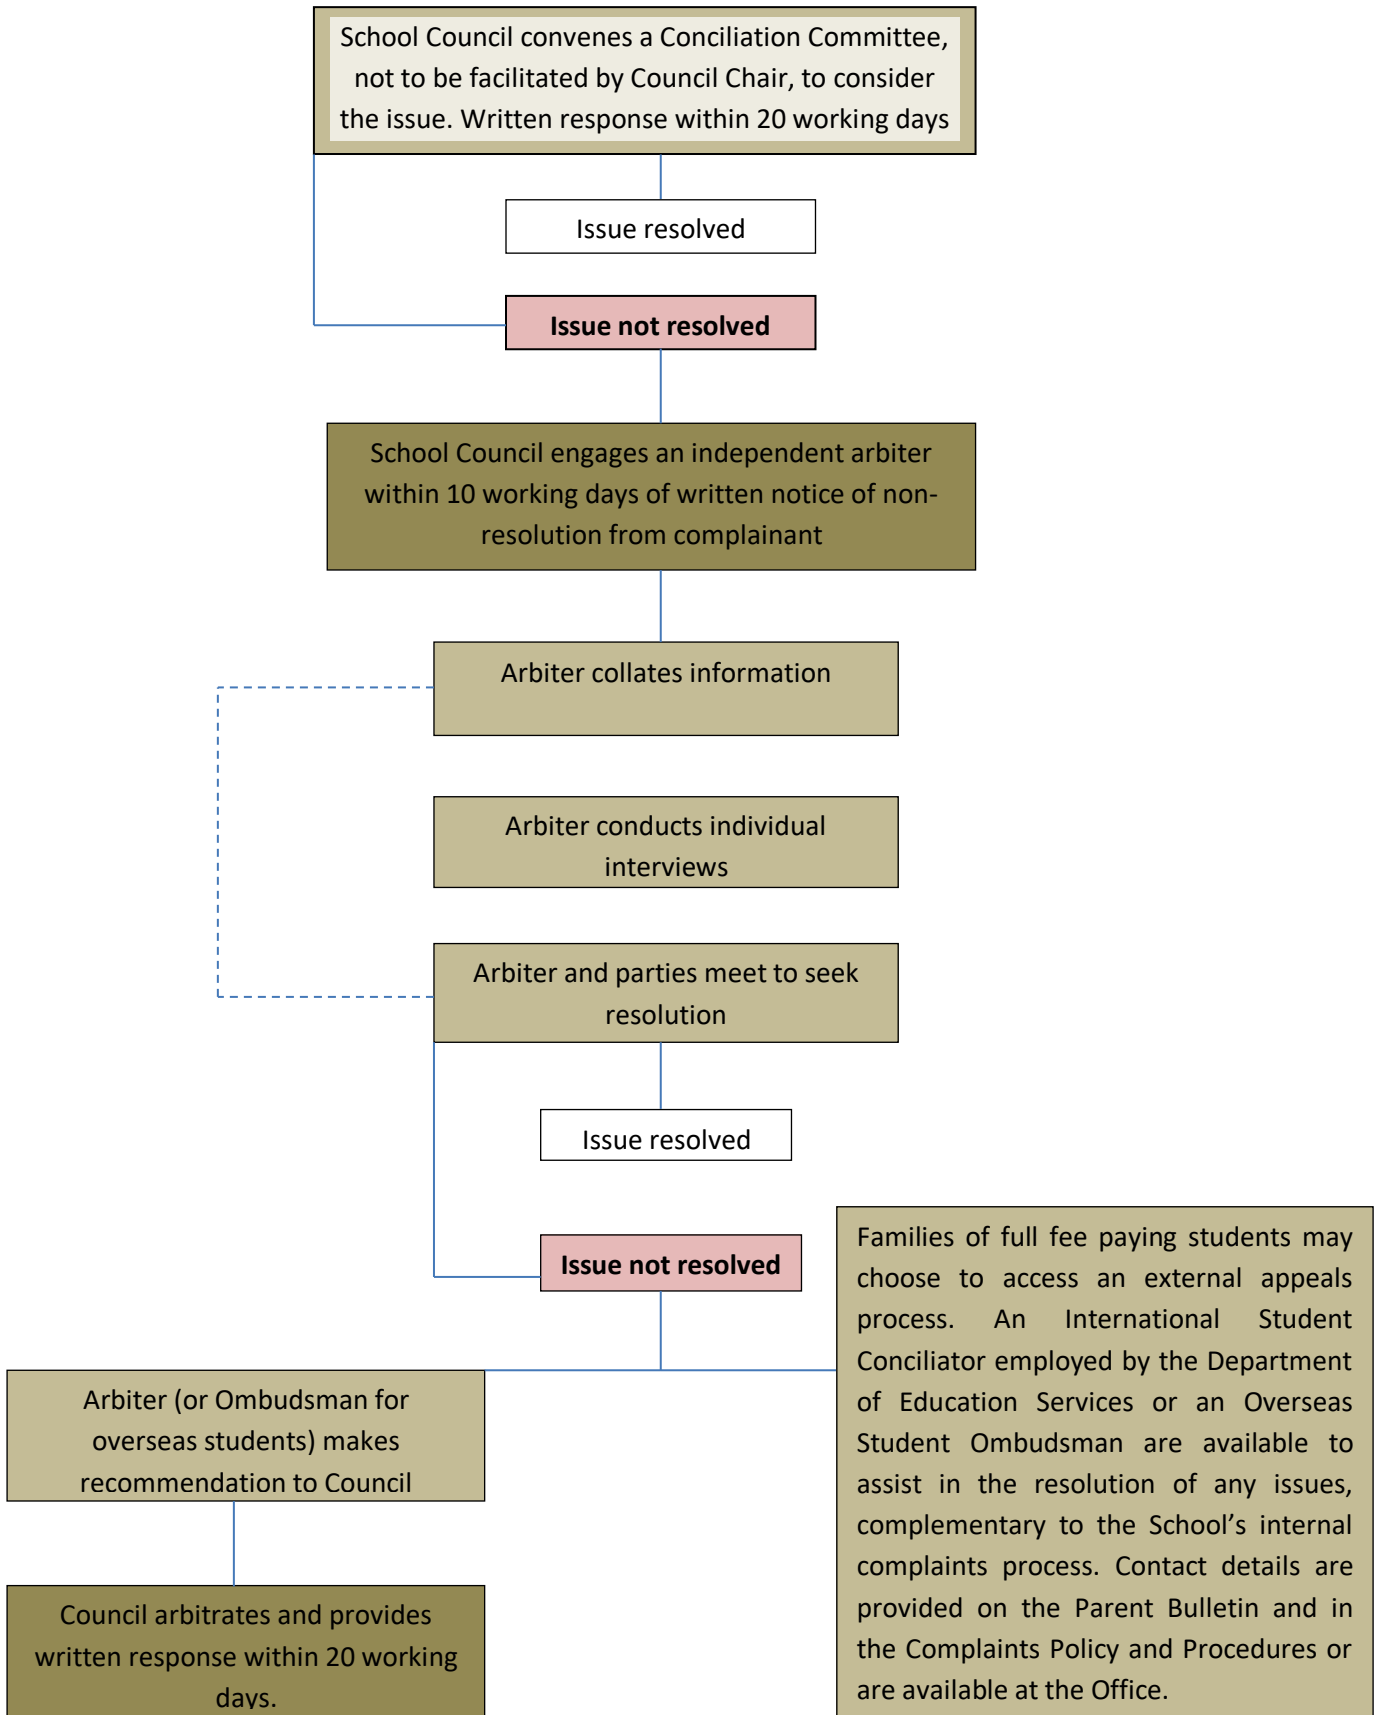 School Council convenes a Conciliation Committee,
not to be facilitated by Council Chair, to consider
the issue. Written response within 20 working days
Issue resolved
Issue not resolved
School Council engages an independent arbiter
within 10 working days of written notice of non-
resolution from complainant
Arbiter collates information
Arbiter conducts individual
interviews
Arbiter and parties meet to seek
resolution
Issue resolved
Issue not resolved
Arbiter (or Ombudsman for
overseas students) makes
recommendation to Council
Council arbitrates and provides
written response within 20 working
days.
Families of full fee paying students may
choose to access an external appeals
process. An International Student
Conciliator employed by the Department
of Education Services or an Overseas
Student Ombudsman are available to
assist in the resolution of any issues,
complementary to the School’s internal
complaints process. Contact details are
provided on the Parent Bulletin and in
the Complaints Policy and Procedures or
are available at the Office.